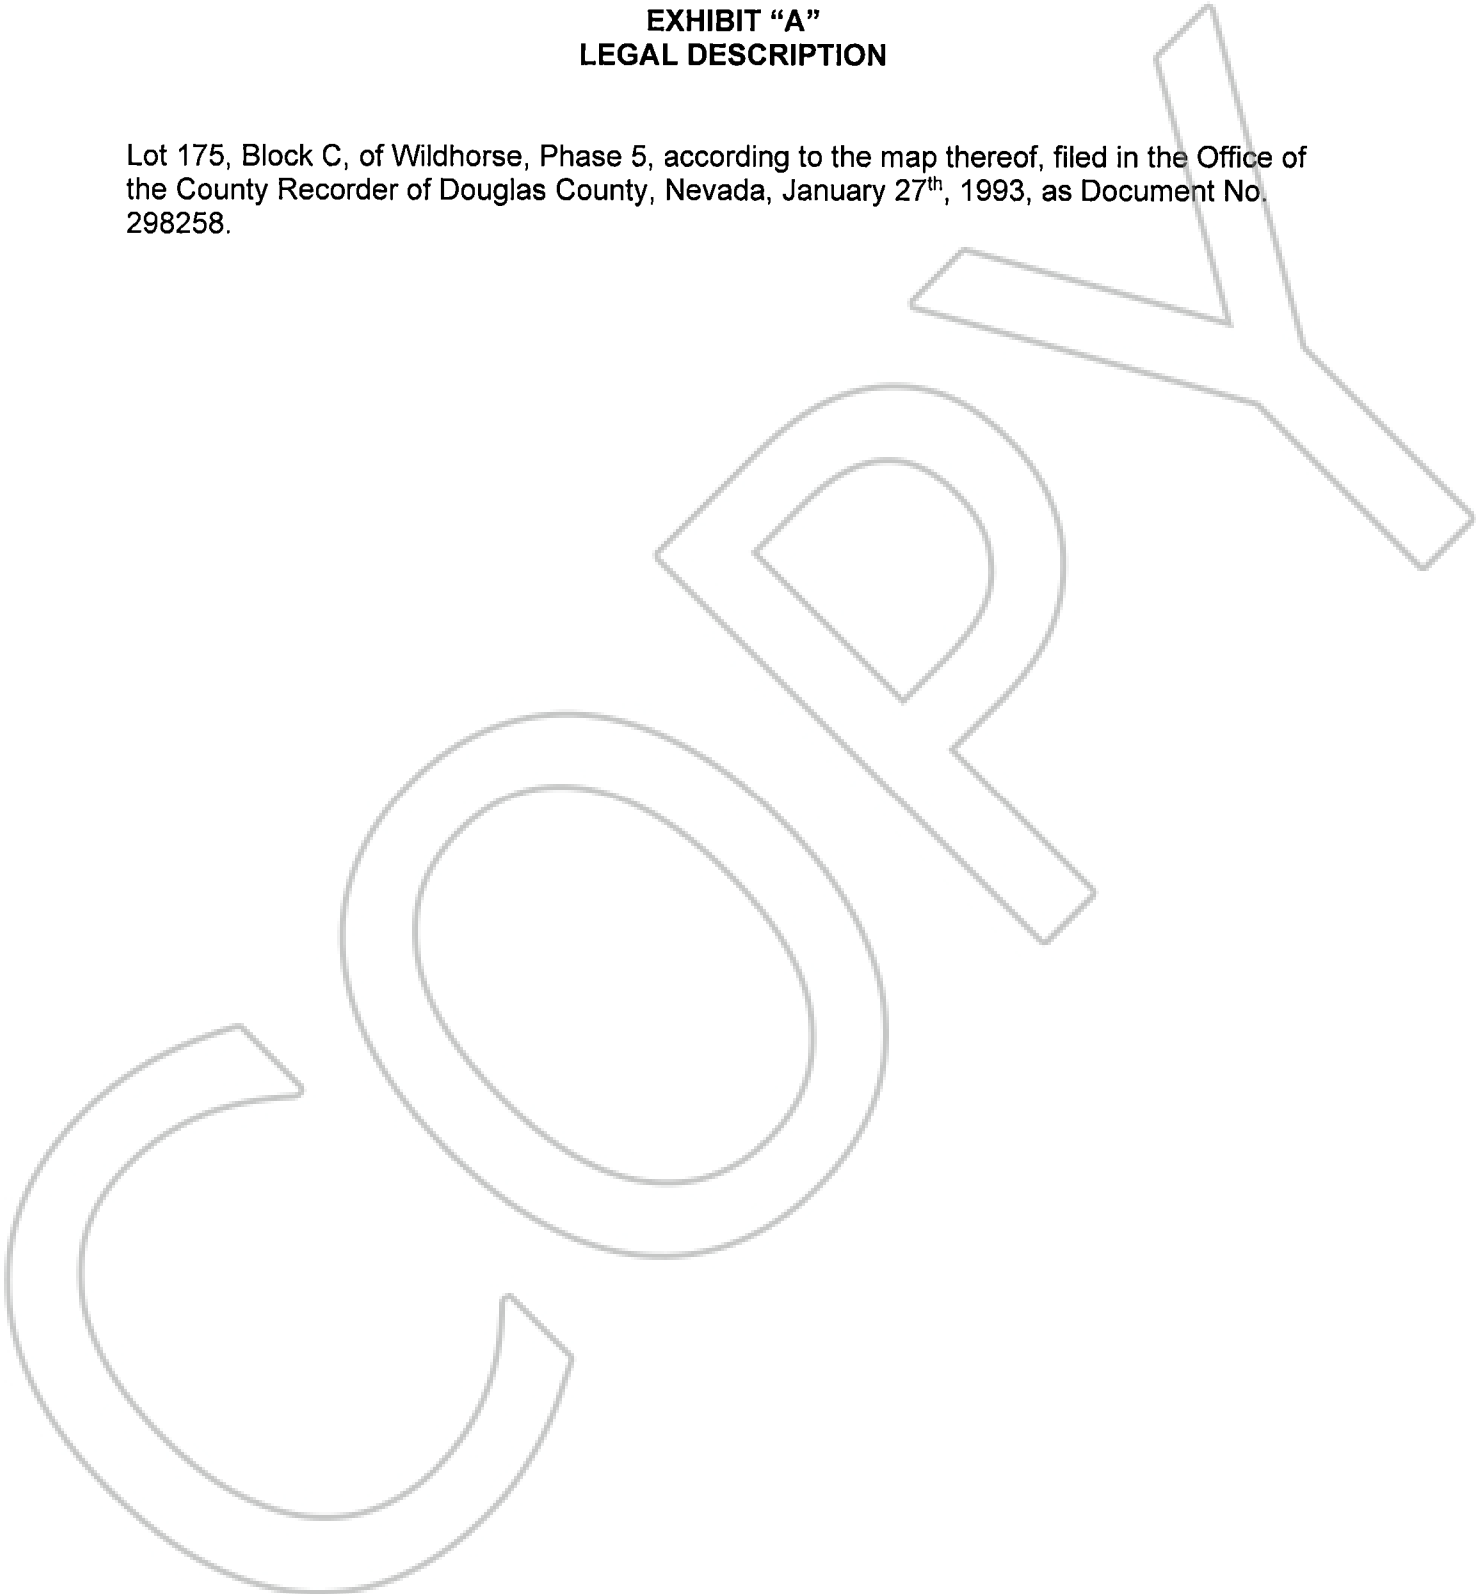 EXHIBIT “A”
LEGAL DESCRIPTION
Lot 175, Block C, of Wildhorse, Phase 5, according to the map thereof, filed in the Office of
the County Recorder of Douglas County, Nevada, January 27th, 1993, as Document No.
298258.
COPY